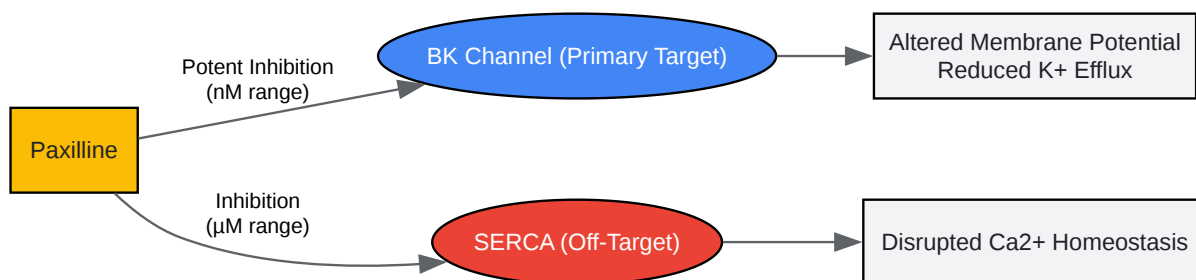 Potent Inhibition
(nM range)
BK Channel (Primary Target)
Altered Membrane Potential
Reduced K+ Efflux
Paxilline
Inhibition
(µM range)
SERCA (Off-Target)
Disrupted Ca2+ Homeostasis